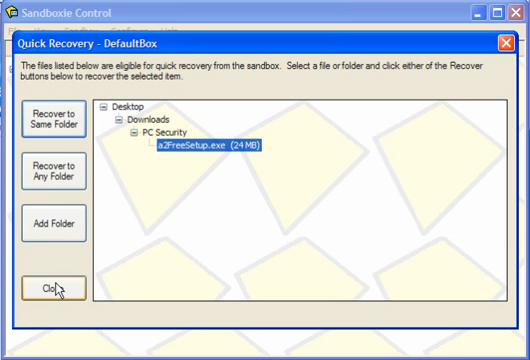 Sandboxie Control
Quick Recovery - DefaultBox
The files listed below are eligible for quick recovery from the sandbox. Select a file or folder and click either of the Recover
buttons below to recover the selected item.
Recover to
Same Folder
Recover to
Any Folder
Add Folder
Desktop
Downloads
PC Security
a2FreeSetup.exe (24 MB)